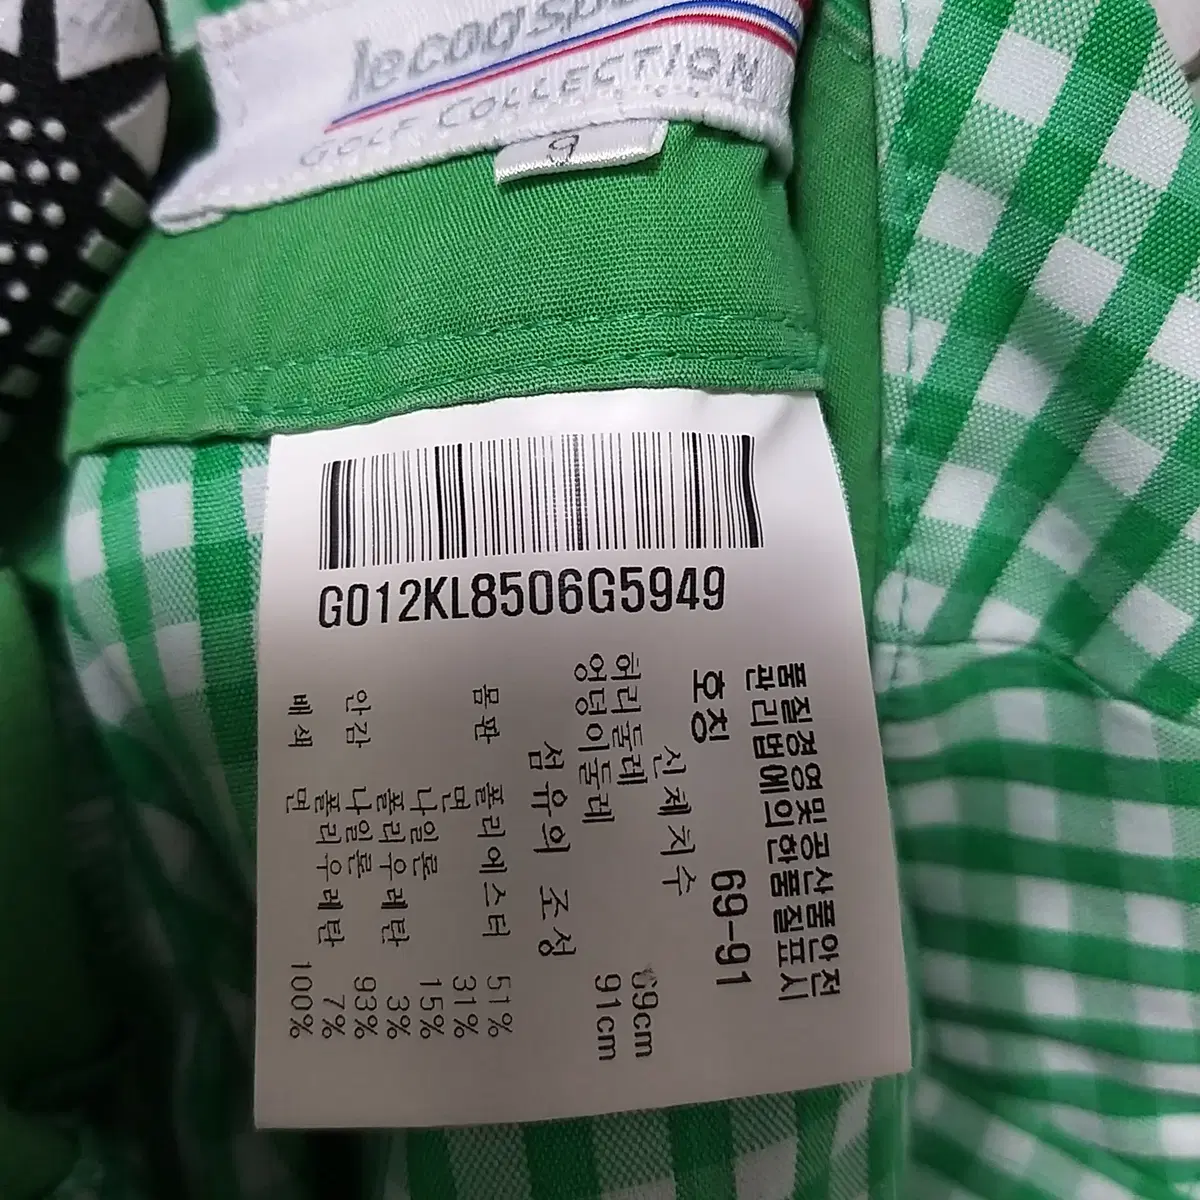 lecoqsp
GOLF COLLECTION
9
G012KL8506G5949
품질경영및공산품안전
관리법에의한품질표시
호칭 69-91
신체치수
허리둘레 69cm
엉덩이둘레 91cm
섬유의 조성
몸판 폴리에스터 51%
면 31%
나일론 15%
폴리우레탄 3%
안감 나일론 93%
폴리우레탄 7%
배색 면 100%